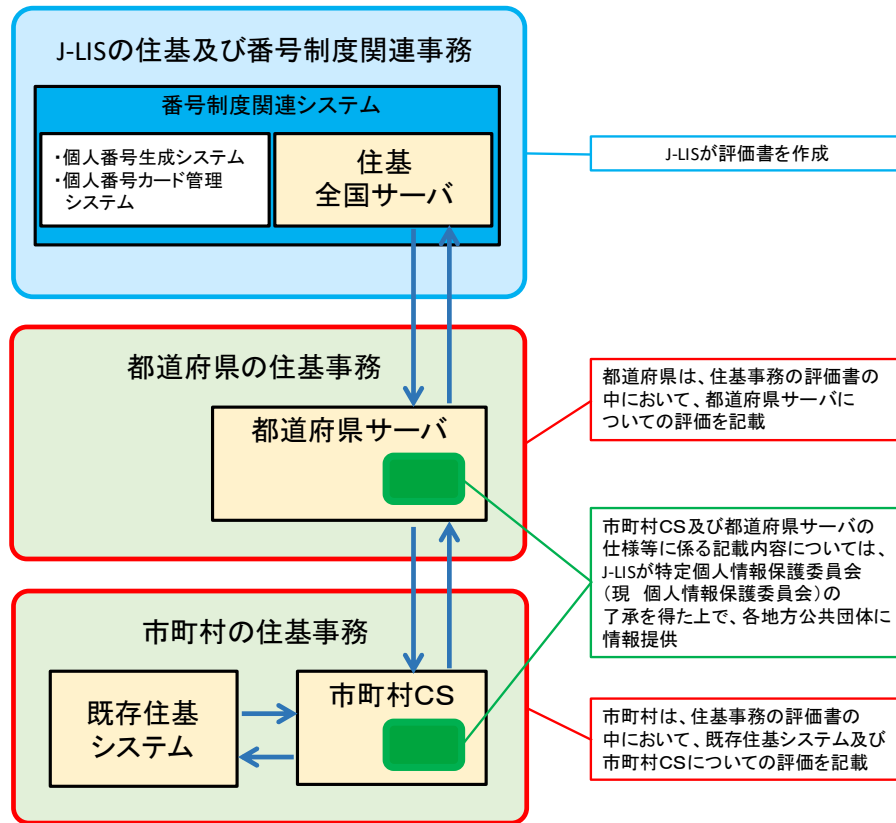 J-LISの住基及び番号制度関連事務
番号制度関連システム
・個人番号生成システム
・個人番号カード管理
システム
住基
全国サーバ
J-LISが評価書を作成
都道府県の住基事務
都道府県サーバ
都道府県は、住基事務の評価書の
中において、都道府県サーバに
ついての評価を記載
市町村CS及び都道府県サーバの
仕様等に係る記載内容については、
J-LISが特定個人情報保護委員会
(現 個人情報保護委員会)の
了承を得た上で、各地方公共団体に
情報提供
市町村の住基事務
既存住基
システム
市町村CS
市町村は、住基事務の評価書の
中において、既存住基システム及び
市町村CSについての評価を記載